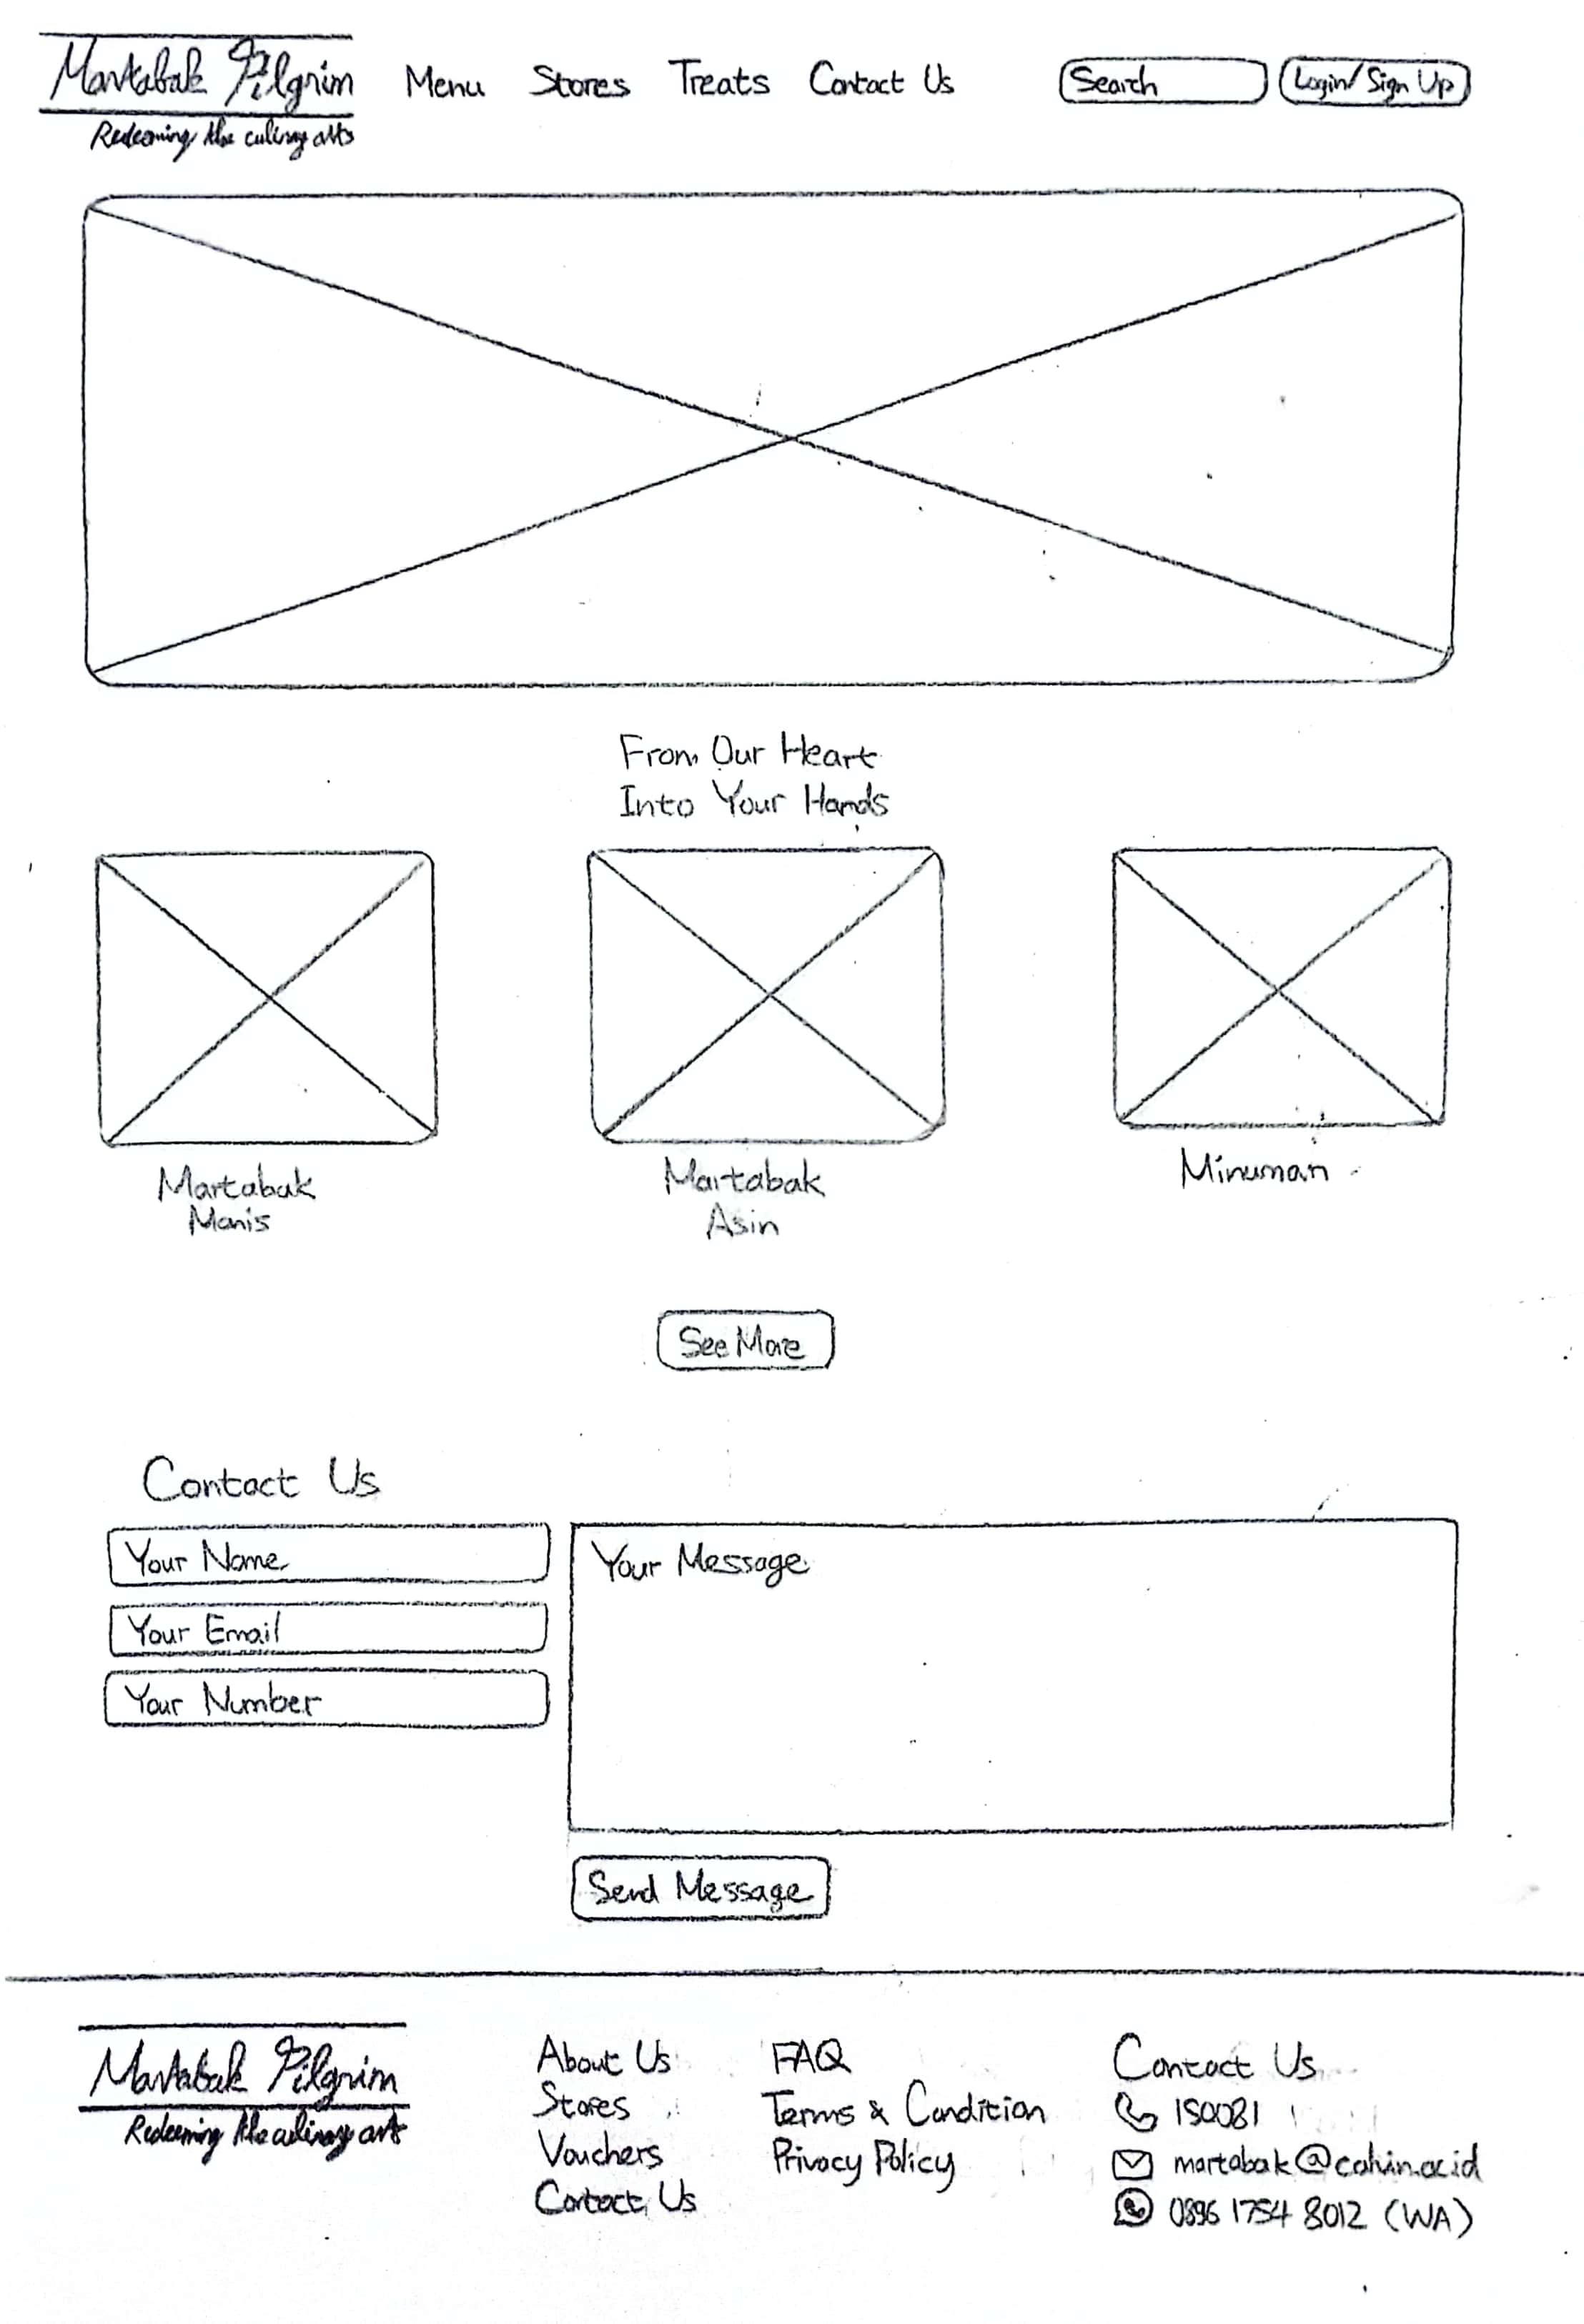 Martabak Pilgrim
Redeeming the culinary arts
Menu Stores Treats Contact Us
Search
Login/Sign Up
From Our Heart
Into Your Hands
Martabak
Manis
Martabak
Asin
Minuman
See More
Contact Us
Your Name
Your Email
Your Number
Your Message
Send Message
Martabak Pilgrim
Redeeming the culinary arts
About Us
Stores
Vouchers
Contact Us
FAQ
Terms & Condition
Privacy Policy
Contact Us
150081
martabak@calvin.ac.id
0896 1754 8012 (WA)